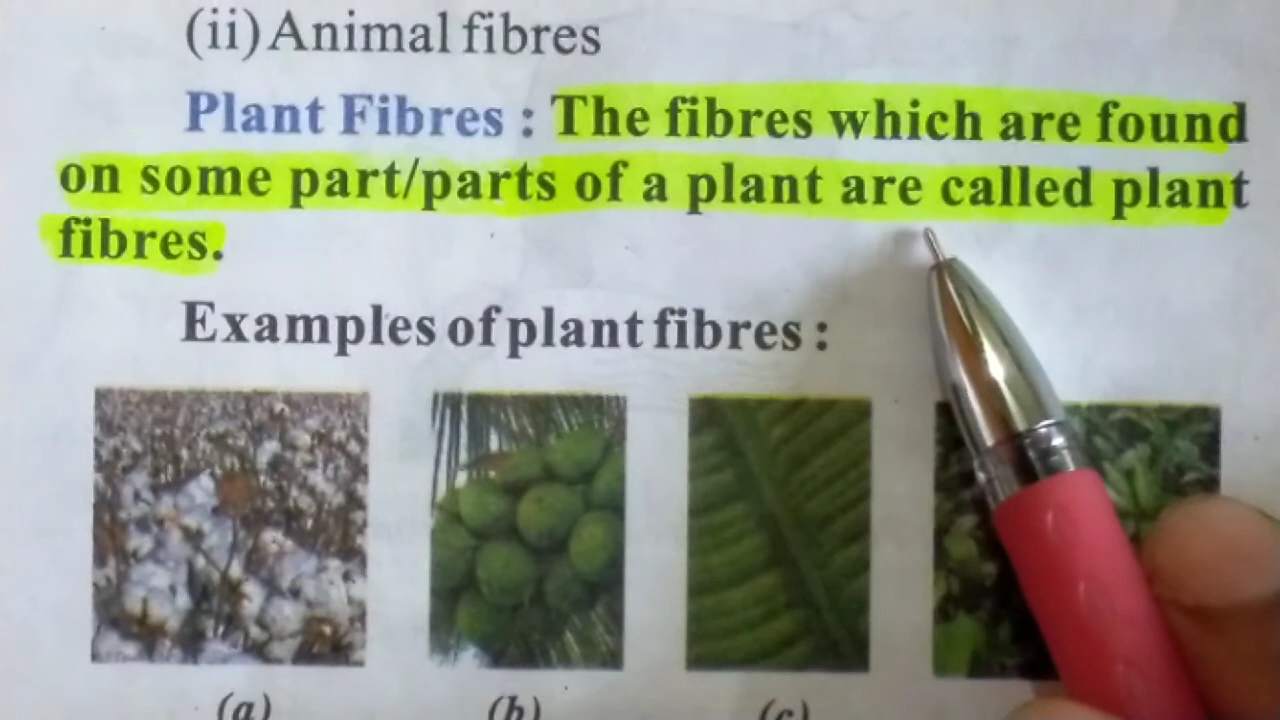 (ii) Animal fibres
Plant Fibres : The fibres which are found
on some part/parts of a plant are called plant
fibres.
Examples of plant fibres :
(a) (b) (c)